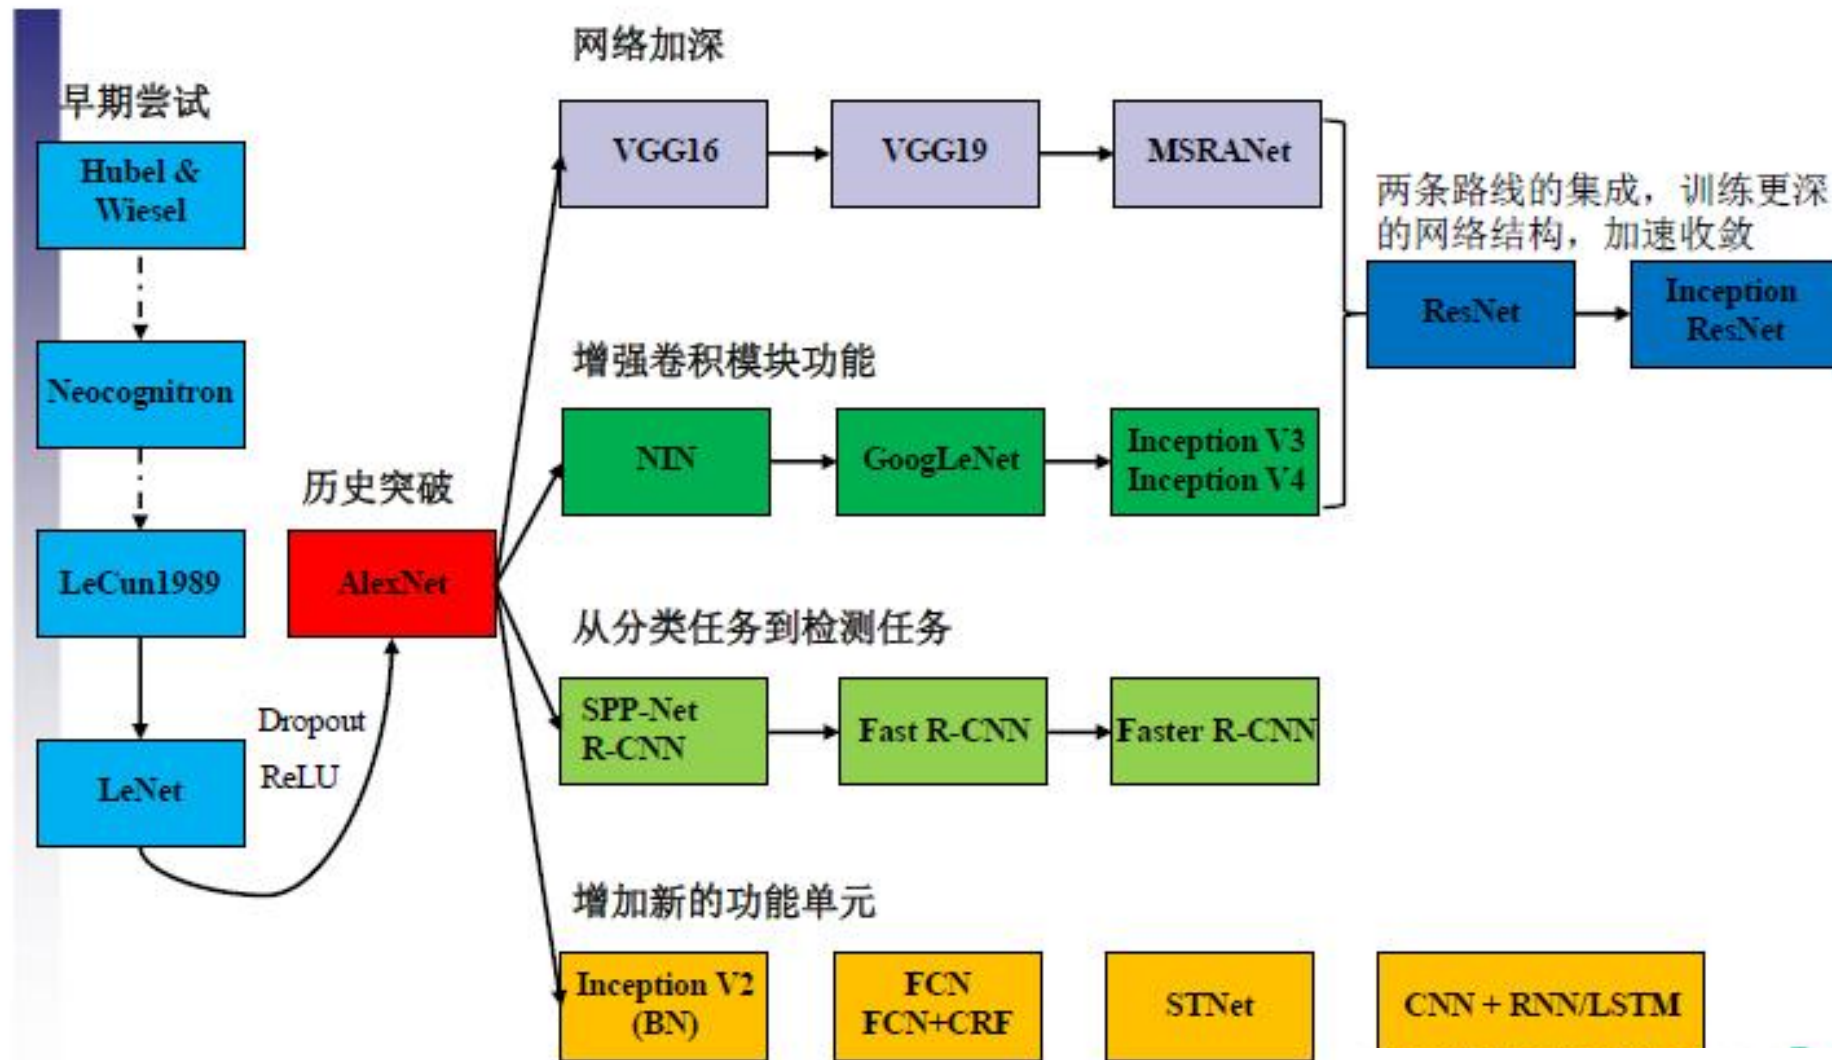 早期尝试
Hubel &
Wiesel
Neocognitron
LeCun1989
LeNet
Dropout
ReLU
历史突破
AlexNet
网络加深
VGG16
VGG19
MSRANet
增强卷积模块功能
NIN
GoogLeNet
Inception V3
Inception V4
两条路线的集成，训练更深
的网络结构，加速收敛
ResNet
Inception
ResNet
从分类任务到检测任务
SPP-Net
R-CNN
Fast R-CNN
Faster R-CNN
增加新的功能单元
Inception V2
(BN)
FCN
FCN+CRF
STNet
CNN + RNN/LSTM